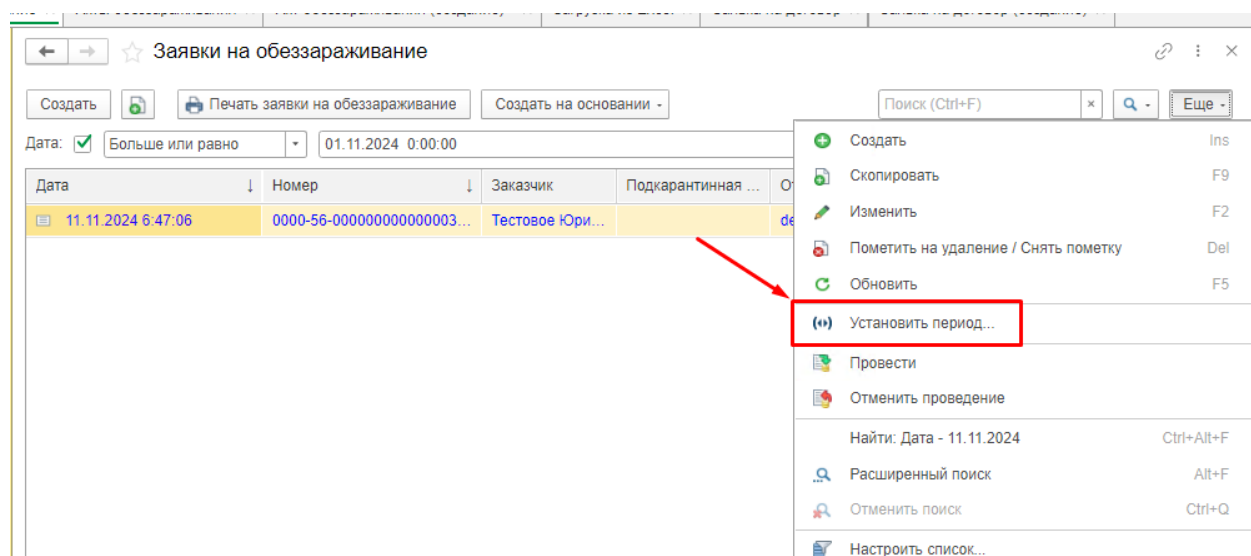 Заявки на обеззараживание
Создать
Печать заявки на обеззараживание
Создать на основании
Поиск (Ctrl+F)
Еще
Дата:
Больше или равно
01.11.2024 0:00:00
Дата
Номер
Заказчик
Подкарантинная ...
11.11.2024 6:47:06
0000-56-000000000000003...
Тестовое Юри...
de
Создать Ins
Скопировать F9
Изменить F2
Пометить на удаление / Снять пометку Del
Обновить F5
Установить период...
Провести
Отменить проведение
Найти: Дата - 11.11.2024 Ctrl+Alt+F
Расширенный поиск Alt+F
Отменить поиск Ctrl+Q
Настроить список...